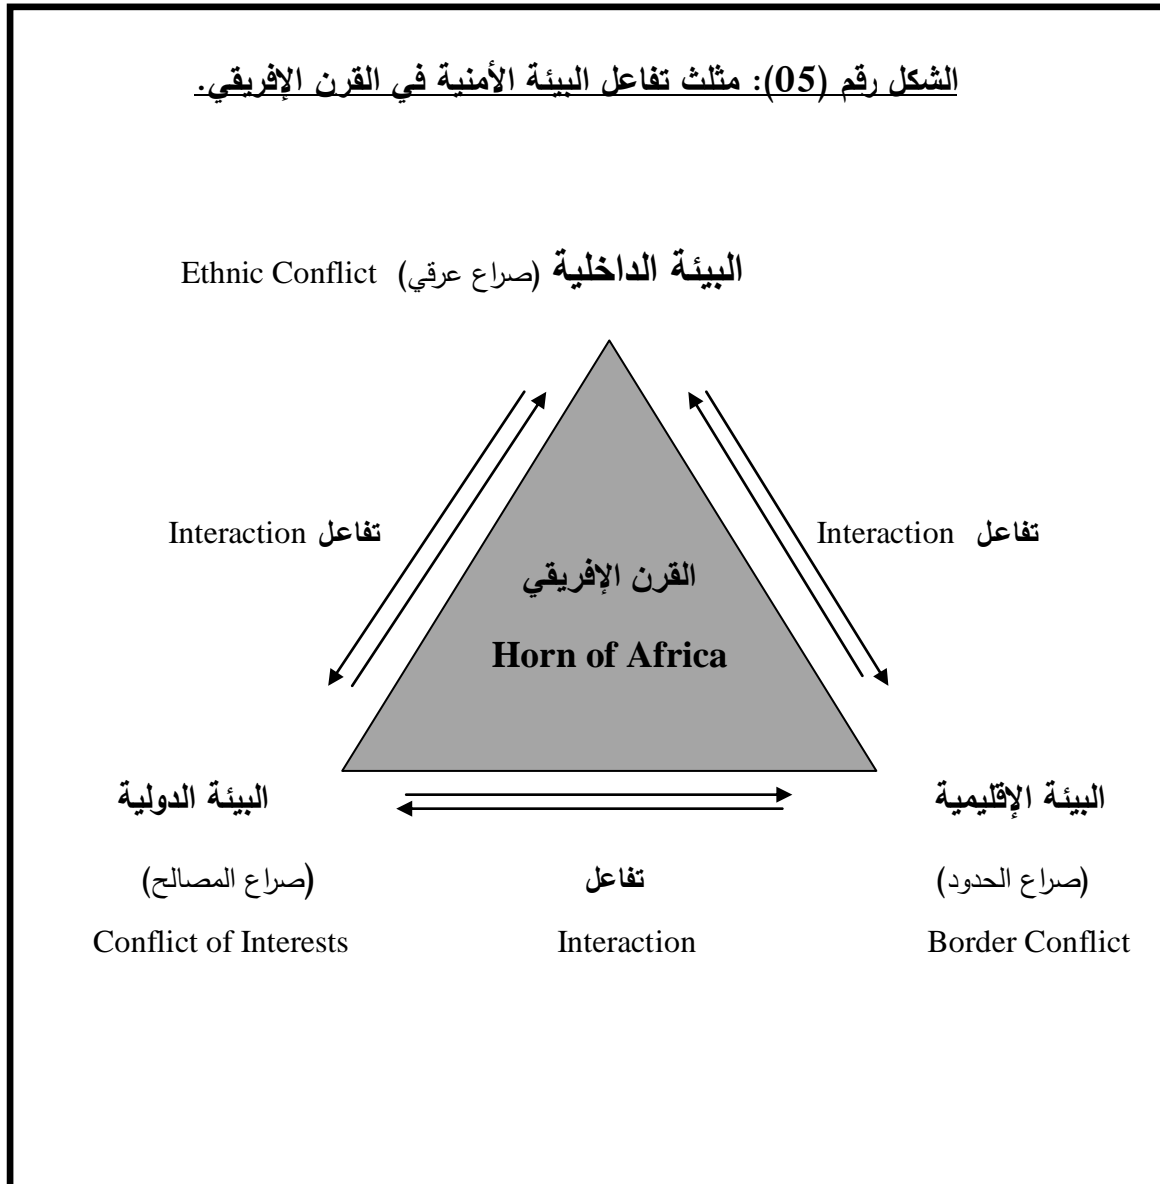 الشكل رقم (05): مثلث تفاعل البيئة الأمنية في القرن الإفريقي.
البيئة الداخلية (صراع عرقي) Ethnic Conflict
تفاعل Interaction
تفاعل Interaction
القرن الإفريقي
Horn of Africa
البيئة الإقليمية
البيئة الدولية
(صراع الحدود)
تفاعل
(صراع المصالح)
Border Conflict
Interaction
Conflict of Interests